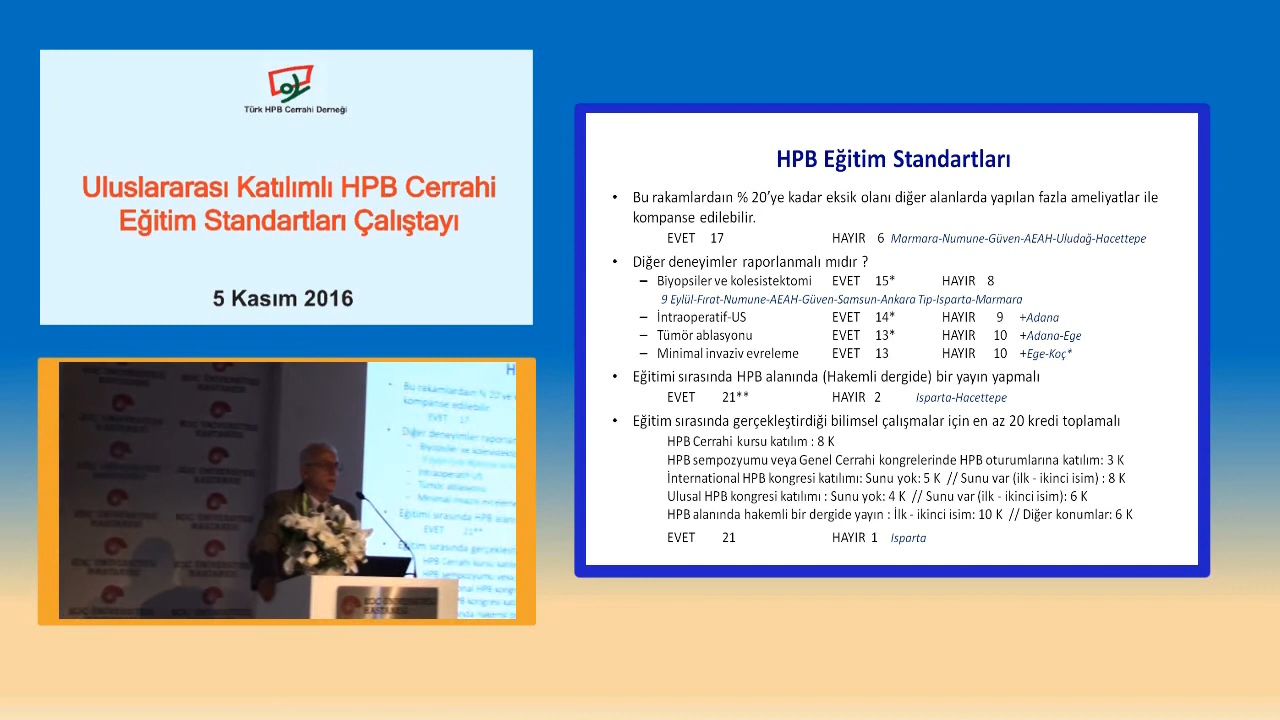 Türk HPB Cerrahi Derneği
Uluslararası Katılımlı HPB Cerrahi
Eğitim Standartları Çalıştayı
5 Kasım 2016
HPB Eğitim Standartları
• Bu rakamlardaın % 20'ye kadar eksik olanı diğer alanlarda yapılan fazla ameliyatlar ile
kompanse edilebilir.
EVET 17 HAYIR 6 Marmara-Numune-Güven-AEAH-Uludağ-Hacettepe
• Diğer deneyimler raporlanmalı mıdır ?
– Biyopsiler ve kolesistektomi EVET 15* HAYIR 8
9 Eylül-Fırat-Numune-AEAH-Güven-Samsun-Ankara Tıp-Isparta-Marmara
– İntraoperatif-US EVET 14* HAYIR 9 +Adana
– Tümör ablasyonu EVET 13* HAYIR 10 +Adana-Ege
– Minimal invaziv evreleme EVET 13 HAYIR 10 +Ege-Koç*
• Eğitimi sırasında HPB alanında (Hakemli dergide) bir yayın yapmalı
EVET 21** HAYIR 2 Isparta-Hacettepe
• Eğitim sırasında gerçekleştirdiği bilimsel çalışmalar için en az 20 kredi toplamalı
HPB Cerrahi kursu katılım : 8 K
HPB sempozyumu veya Genel Cerrahi kongrelerinde HPB oturumlarına katılım: 3 K
İnternational HPB kongresi katılımı: Sunu yok: 5 K // Sunu var (ilk - ikinci isim) : 8 K
Ulusal HPB kongresi katılımı : Sunu yok: 4 K // Sunu var (ilk - ikinci isim): 6 K
HPB alanında hakemli bir dergide yayın : İlk - ikinci isim: 10 K // Diğer konumlar: 6 K
EVET 21 HAYIR 1 Isparta
KOÇ ÜNİVERSİTESİ
HASTANESİ